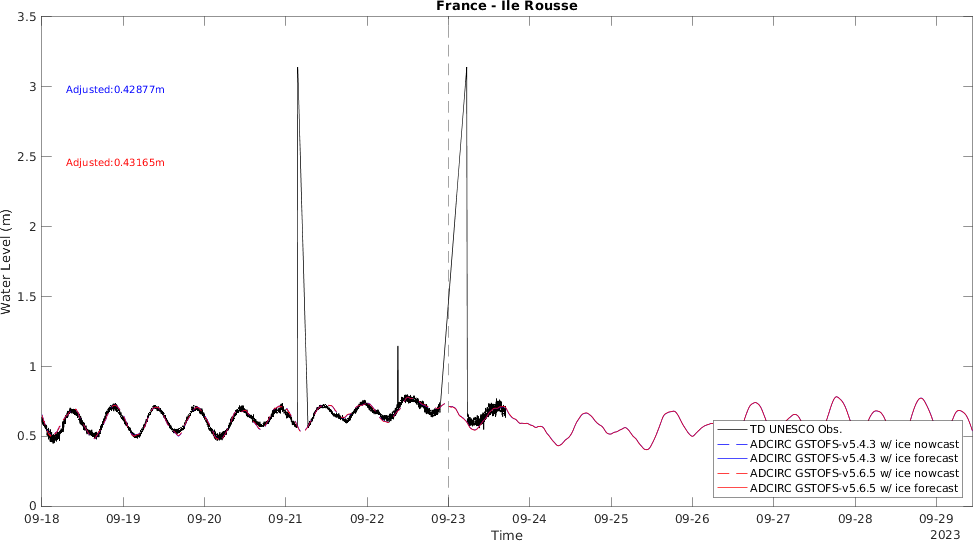 France - Ile Rousse
3.5
3
2.5
2
1.5
1
0.5
0
Water Level (m)
Adjusted:0.42877m
Adjusted:0.43165m
TD UNESCO Obs.
ADCIRC GSTOFS-v5.4.3 w/ ice nowcast
ADCIRC GSTOFS-v5.4.3 w/ ice forecast
ADCIRC GSTOFS-v5.6.5 w/ ice nowcast
ADCIRC GSTOFS-v5.6.5 w/ ice forecast
09-18 09-19 09-20 09-21 09-22 09-23 09-24 09-25 09-26 09-27 09-28 09-29
2023
Time